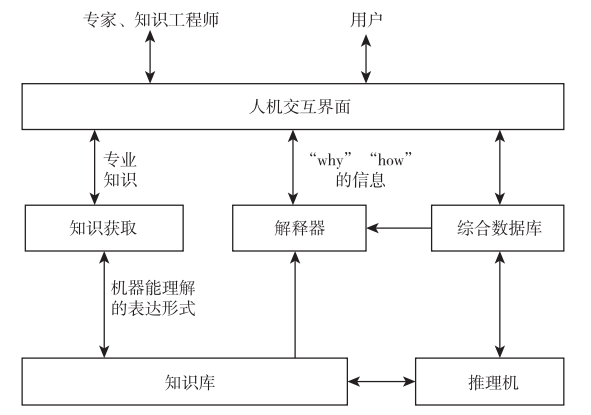 专家、知识工程师
用户
人机交互界面
专业
知识
“why” “how”
的信息
知识获取
解释器
综合数据库
机器能理解
的表达形式
知识库
推理机